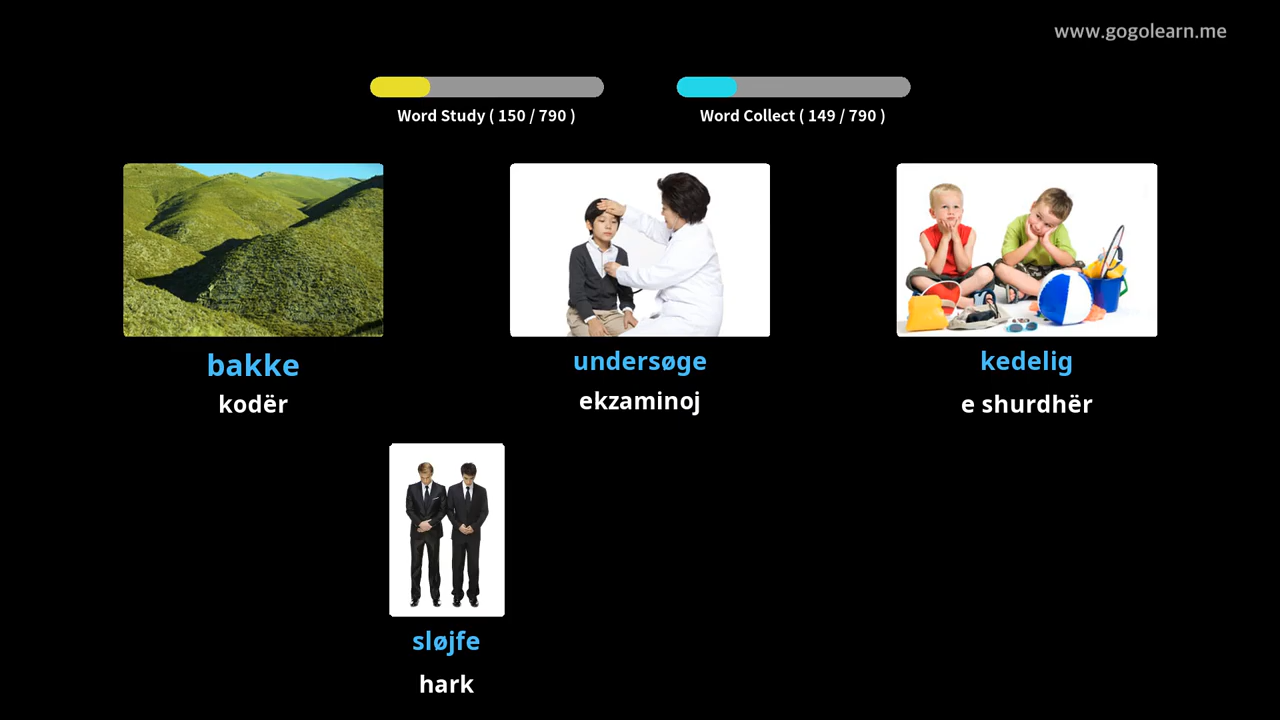 www.gogolearn.me
Word Study ( 150 / 790 )
Word Collect ( 149 / 790 )
bakke
kodër
undersøge
ekzaminoj
kedelig
e shurdhër
sløjfe
hark